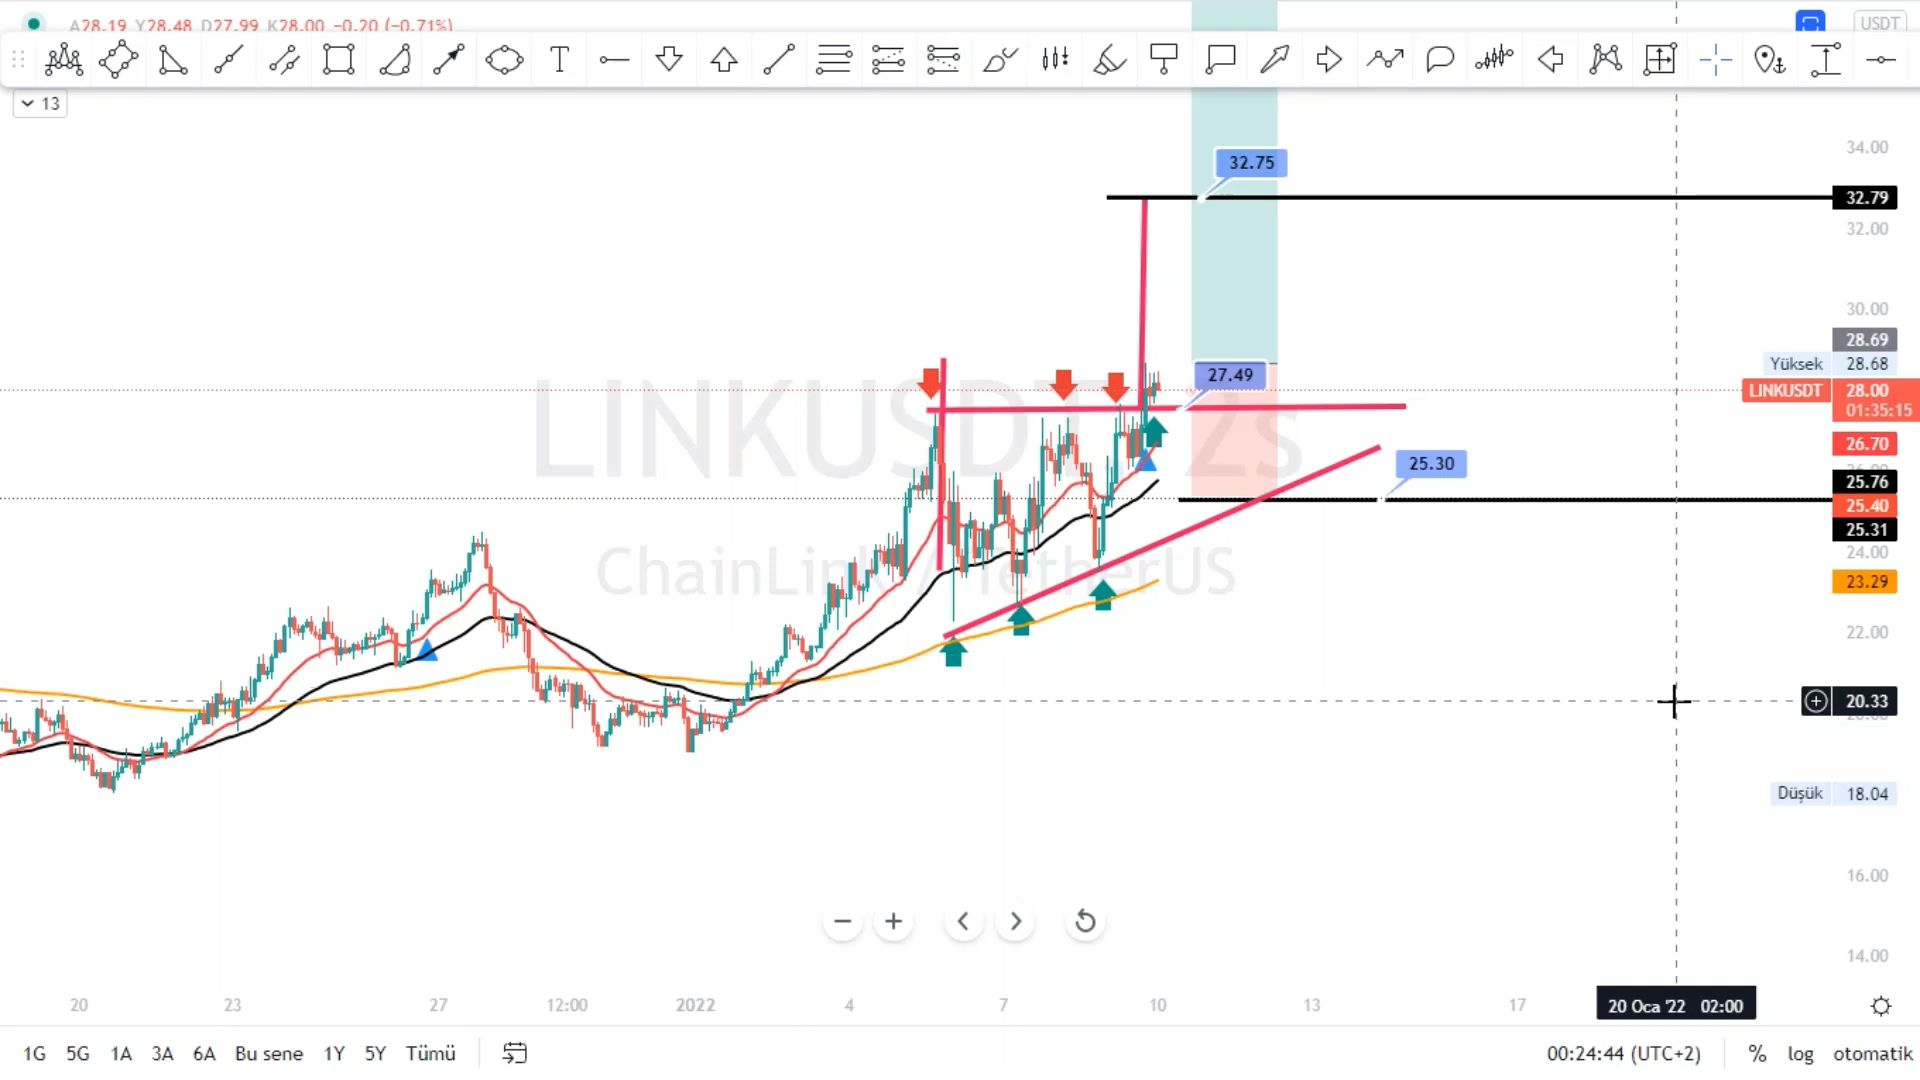 A28.19 Y28.48 D27.99 K28.00 −0.20 (−0.71%)
USDT
13
34.00
32.75
32.79
32.00
30.00
28.69
Yüksek 28.68
27.49
LINKUSDT 28.00
01:35:15
26.70
LINKUSDT, 2s
25.30
25.76
25.40
25.31
24.00
ChainLink / TetherUS
23.29
22.00
20.33
Düşük 18.04
16.00
14.00
20 23 27 12:00 2022 4 7 10 13 17 20 Oca '22 02:00
1G 5G 1A 3A 6A Bu sene 1Y 5Y Tümü 00:24:44 (UTC+2) % log otomatik